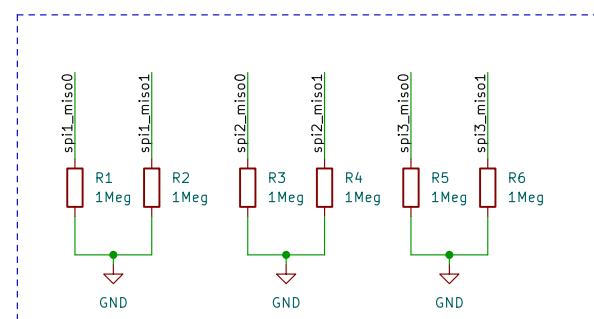 spi1_miso0
spi1_miso1
spi2_miso0
spi2_miso1
spi3_miso0
spi3_miso1
R1
1Meg
R2
1Meg
R3
1Meg
R4
1Meg
R5
1Meg
R6
1Meg
GND
GND
GND